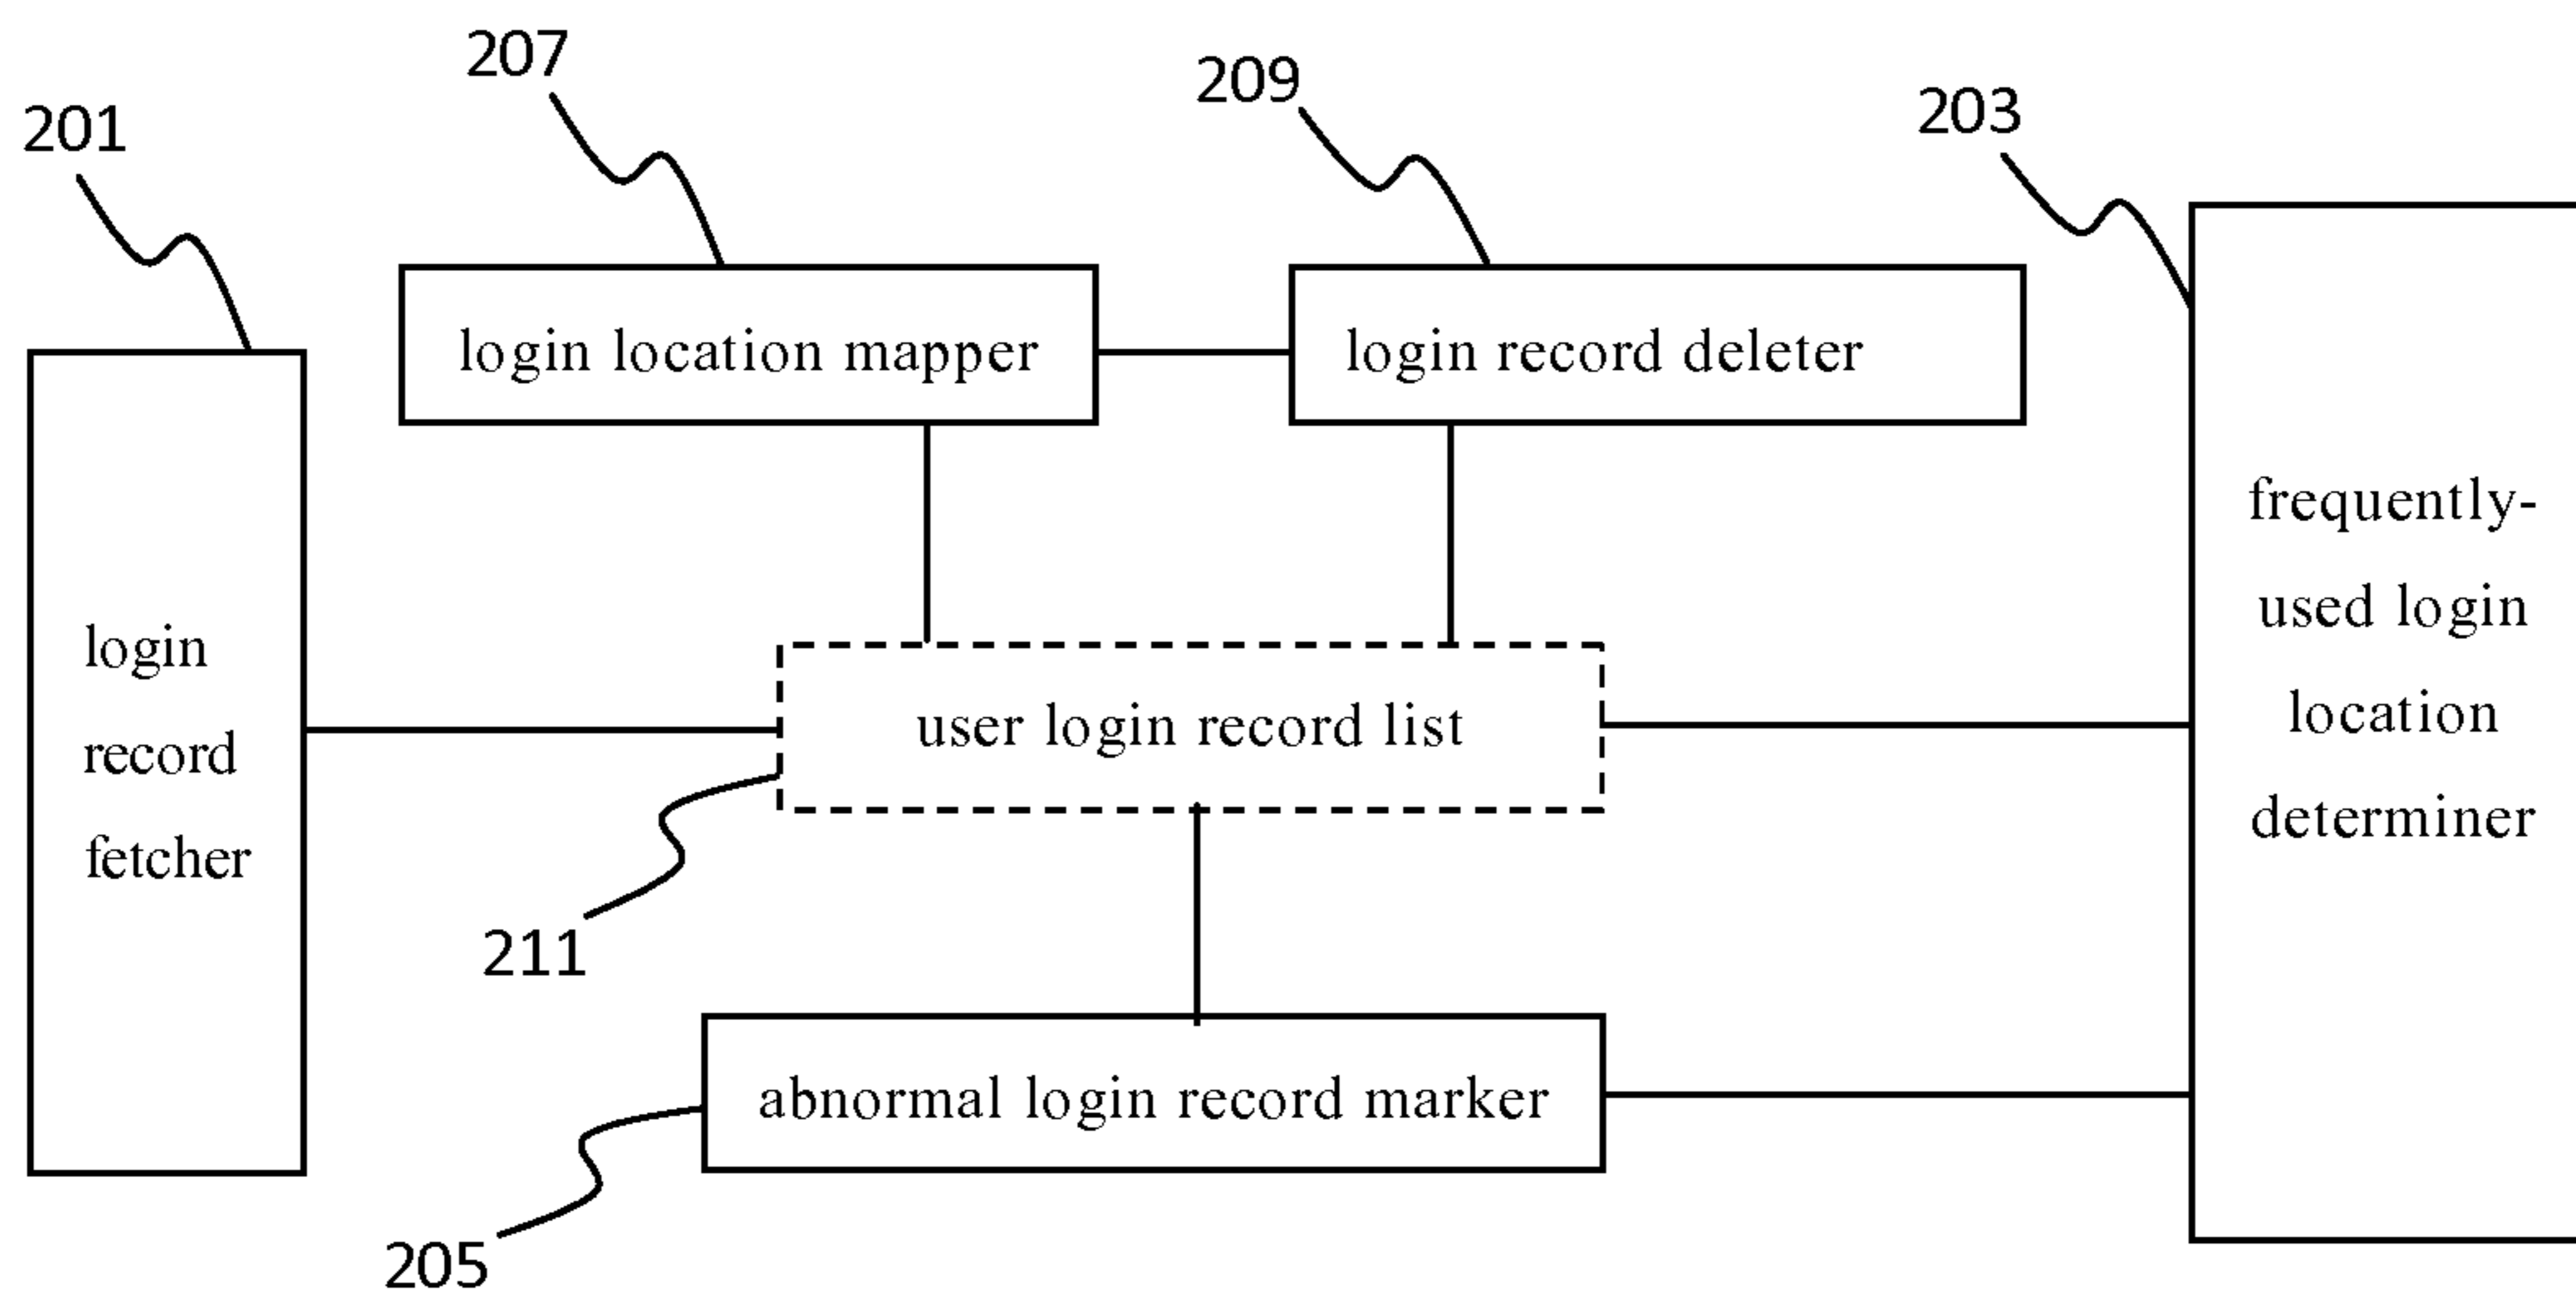 207
209
203
201
login location mapper
login record deleter
login
record
fetcher
user login record list
frequently-
used login
location
determiner
211
abnormal login record marker
205